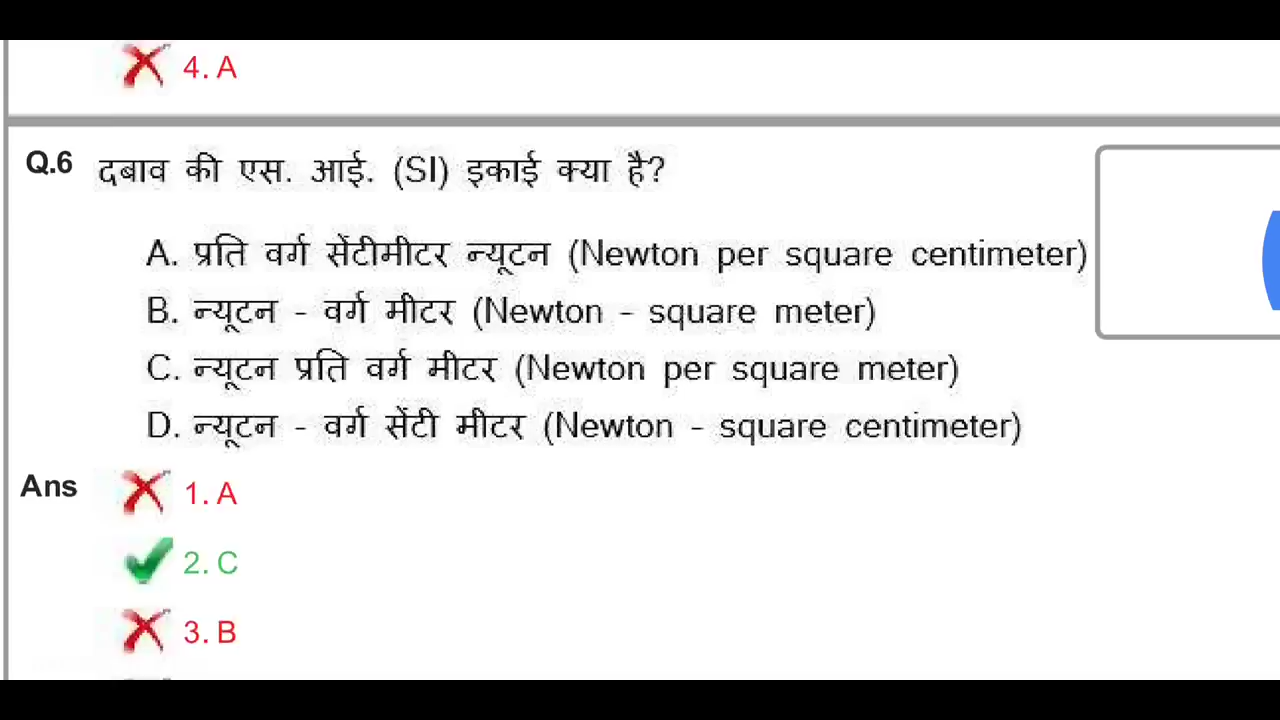 4. A
Q.6 दबाव की एस. आई. (SI) इकाई क्या है?
A. प्रति वर्ग सेंटीमीटर न्यूटन (Newton per square centimeter)
B. न्यूटन - वर्ग मीटर (Newton - square meter)
C. न्यूटन प्रति वर्ग मीटर (Newton per square meter)
D. न्यूटन - वर्ग सेंटी मीटर (Newton - square centimeter)
Ans 1. A
2. C
3. B